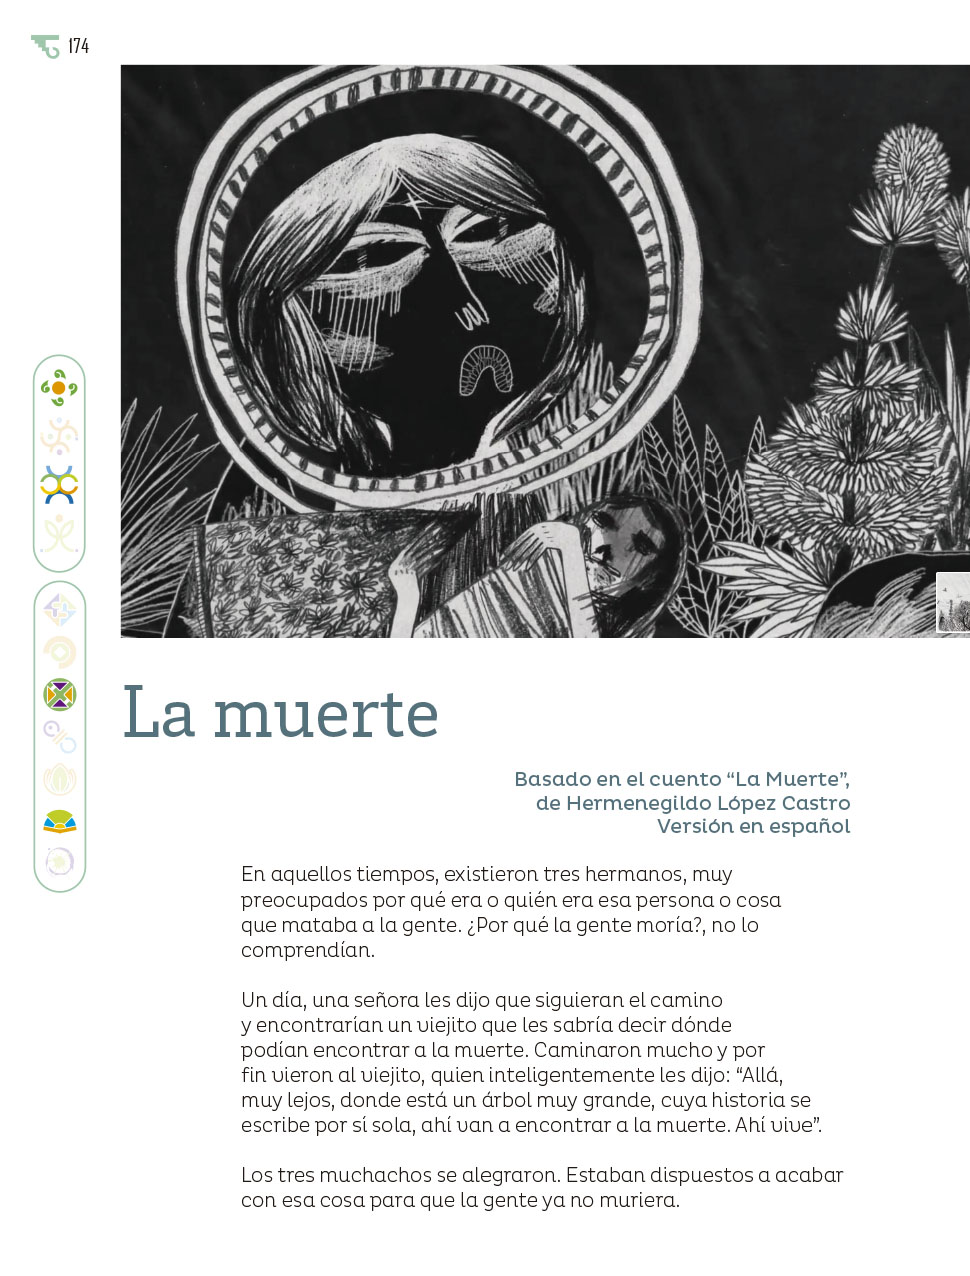 174
La muerte
Basado en el cuento “La Muerte”,
de Hermenegildo López Castro
Versión en español
En aquellos tiempos, existieron tres hermanos, muy
preocupados por qué era o quién era esa persona o cosa
que mataba a la gente. ¿Por qué la gente moría?, no lo
comprendían.
Un día, una señora les dijo que siguieran el camino
y encontrarían un viejito que les sabría decir dónde
podían encontrar a la muerte. Caminaron mucho y por
fin vieron al viejito, quien inteligentemente les dijo: “Allá,
muy lejos, donde está un árbol muy grande, cuya historia se
escribe por sí sola, ahí van a encontrar a la muerte. Ahí vive”.
Los tres muchachos se alegraron. Estaban dispuestos a acabar
con esa cosa para que la gente ya no muriera.